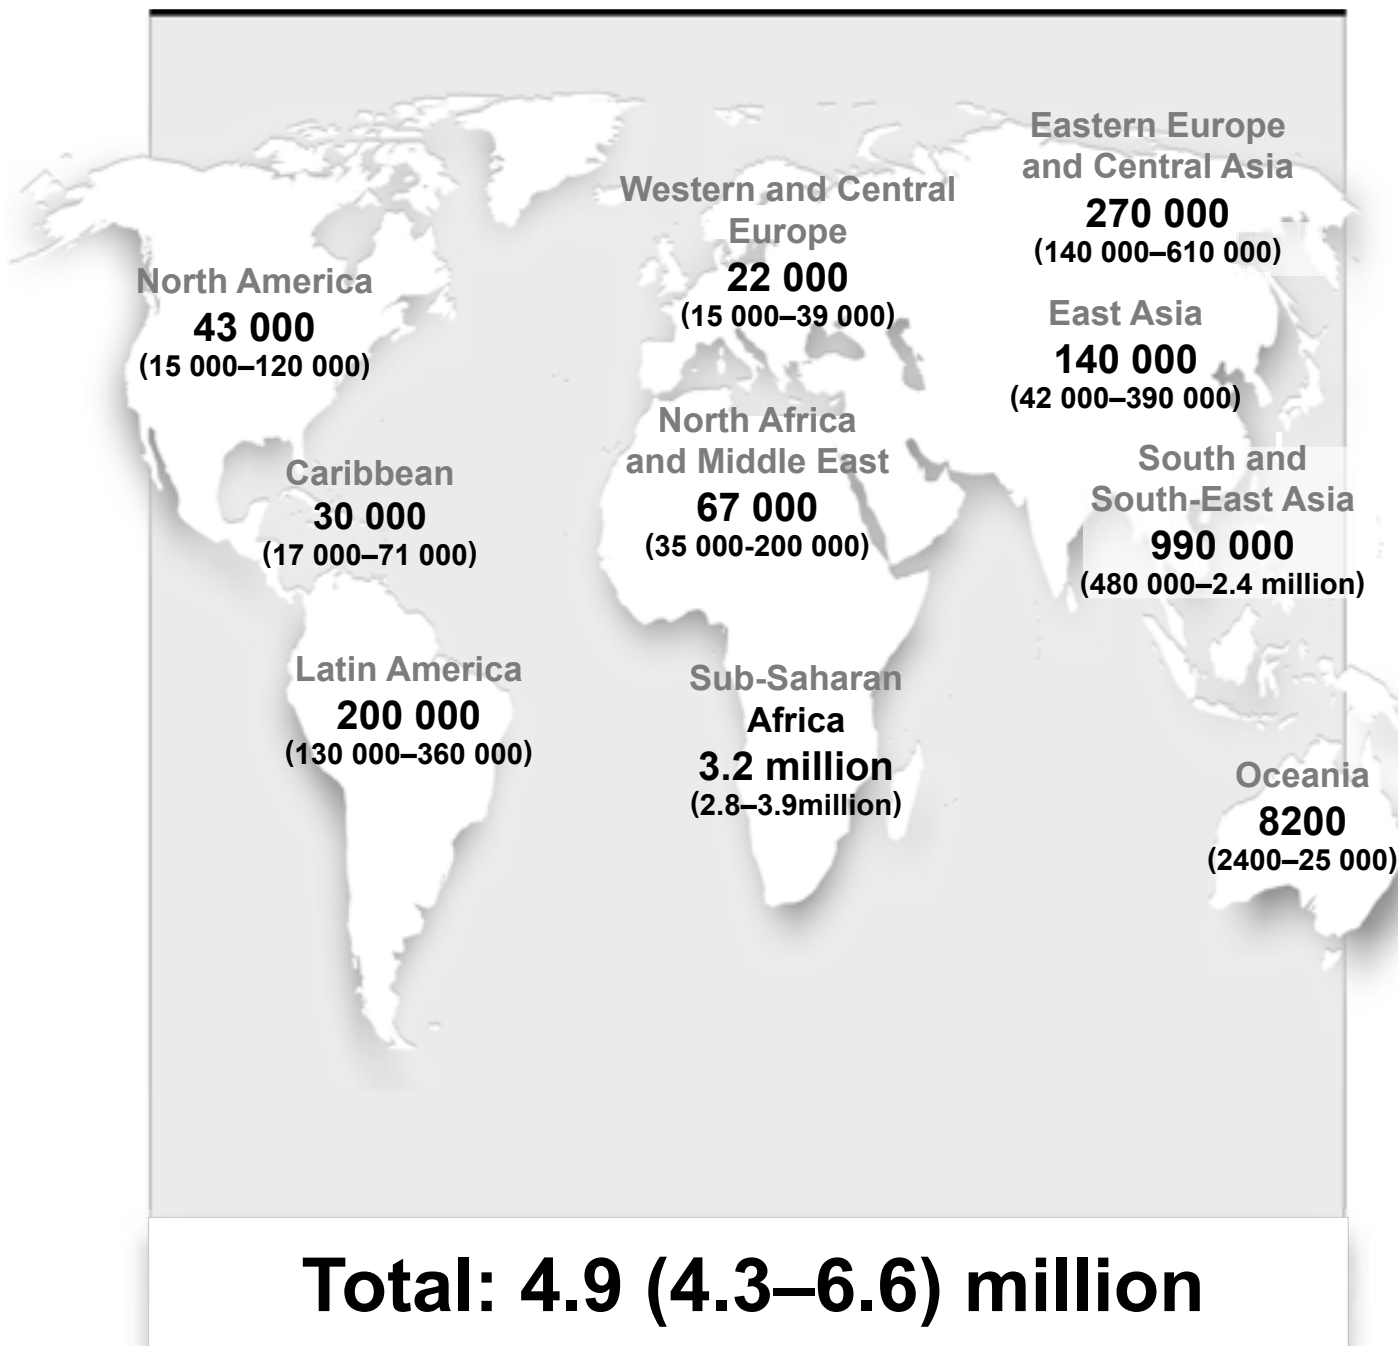 Eastern Europe
and Central Asia
270 000
(140 000–610 000)
Western and Central
Europe
22 000
(15 000–39 000)
North America
43 000
(15 000–120 000)
East Asia
140 000
(42 000–390 000)
North Africa
and Middle East
67 000
(35 000-200 000)
Caribbean
30 000
(17 000–71 000)
South and
South-East Asia
990 000
(480 000–2.4 million)
Latin America
200 000
(130 000–360 000)
Sub-Saharan
Africa
3.2 million
(2.8–3.9million)
Oceania
8200
(2400–25 000)
Total: 4.9 (4.3–6.6) million